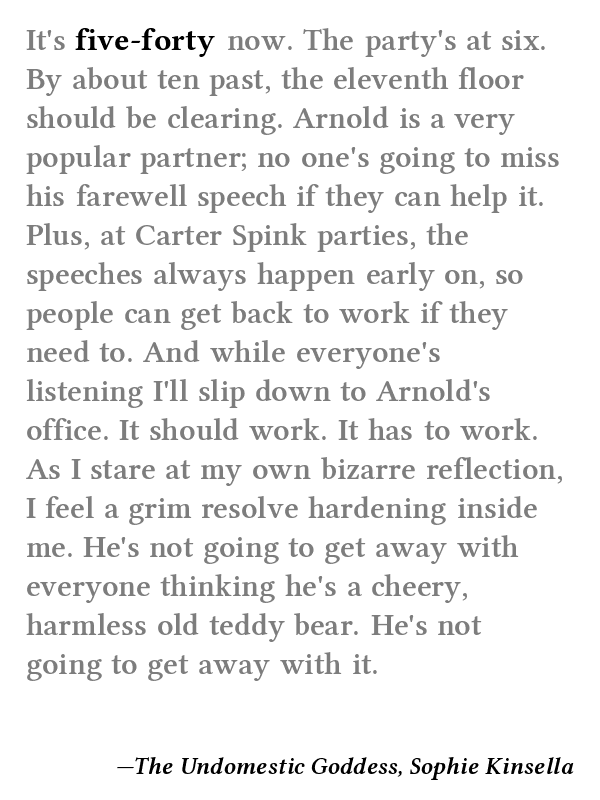 It's five-forty now. The party's at six.
By about ten past, the eleventh floor
should be clearing. Arnold is a very
popular partner; no one's going to miss
his farewell speech if they can help it.
Plus, at Carter Spink parties, the
speeches always happen early on, so
people can get back to work if they
need to. And while everyone's
listening I'll slip down to Arnold's
office. It should work. It has to work.
As I stare at my own bizarre reflection,
I feel a grim resolve hardening inside
me. He's not going to get away with
everyone thinking he's a cheery,
harmless old teddy bear. He's not
going to get away with it.
—The Undomestic Goddess, Sophie Kinsella